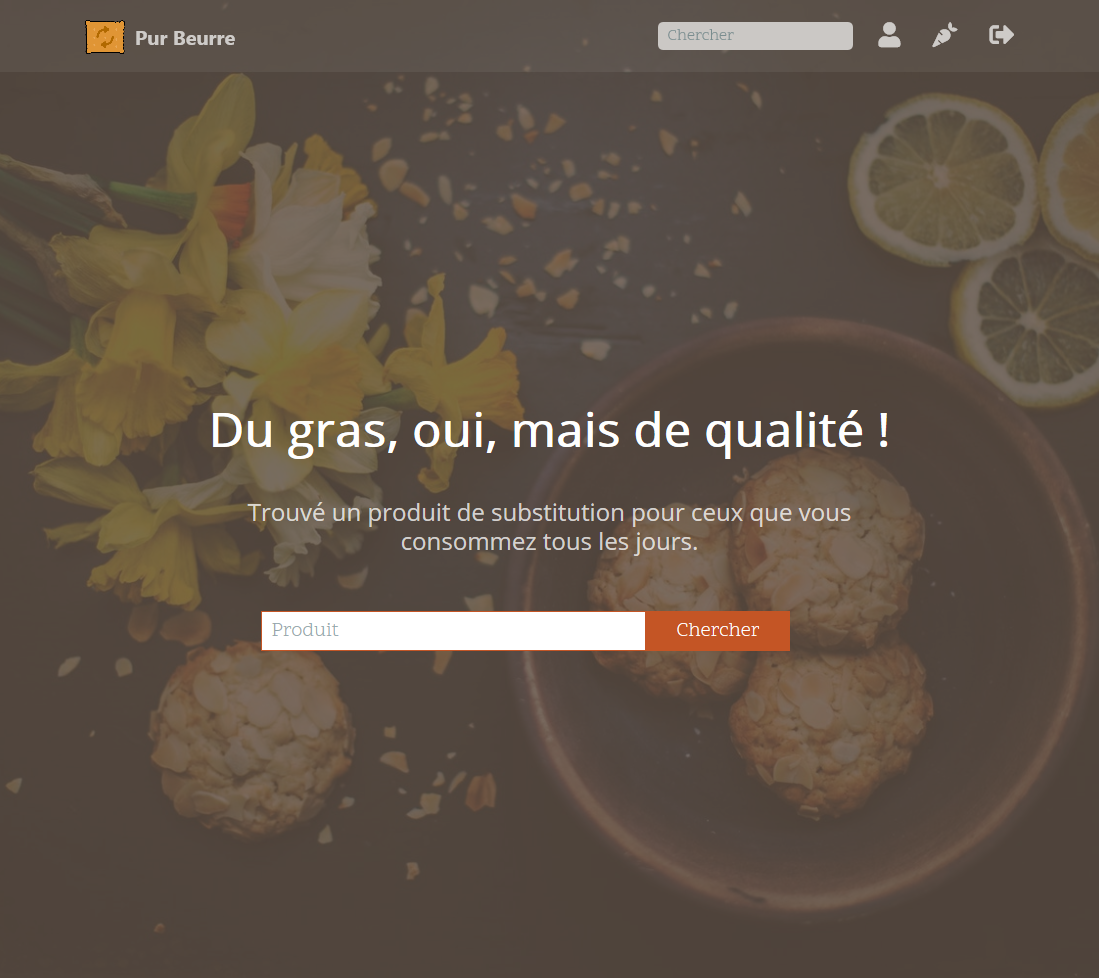 Pur Beurre
Chercher
Du gras, oui, mais de qualité !
Trouvé un produit de substitution pour ceux que vous
consommez tous les jours.
Produit
Chercher